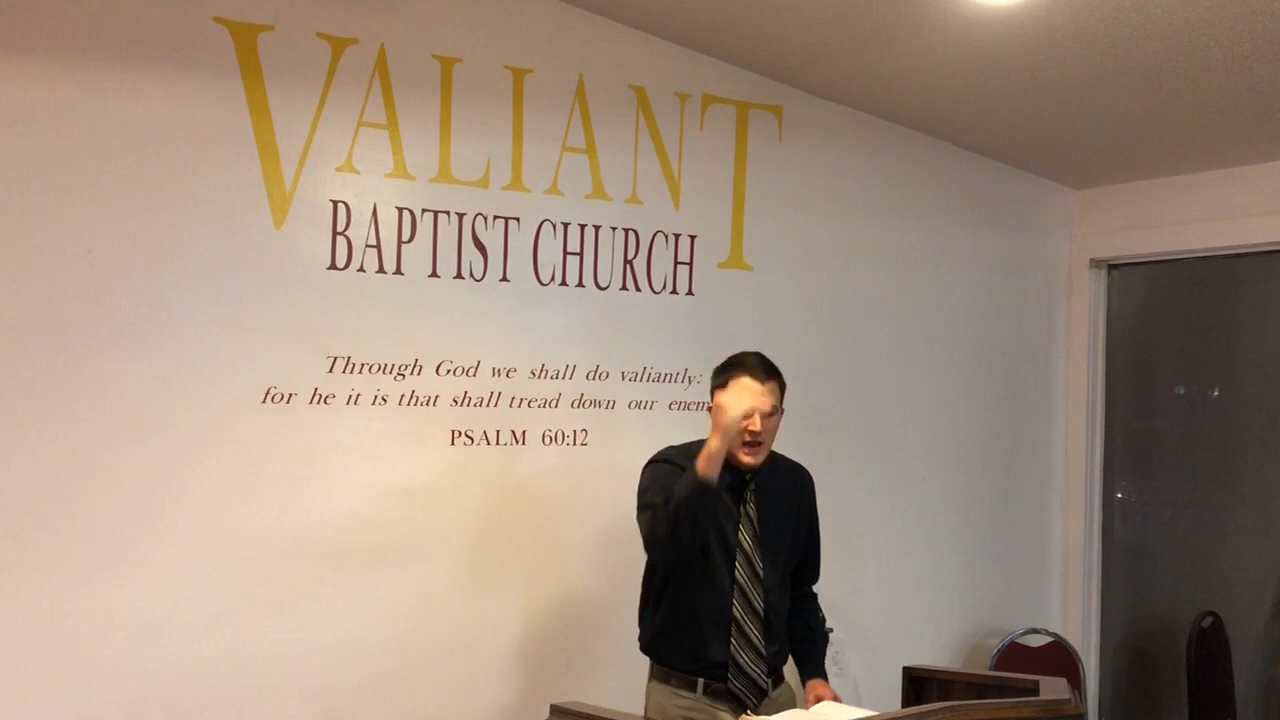 VALIANT
BAPTIST CHURCH
Through God we shall do valiantly:
for he it is that shall tread down our
PSALM 60:12